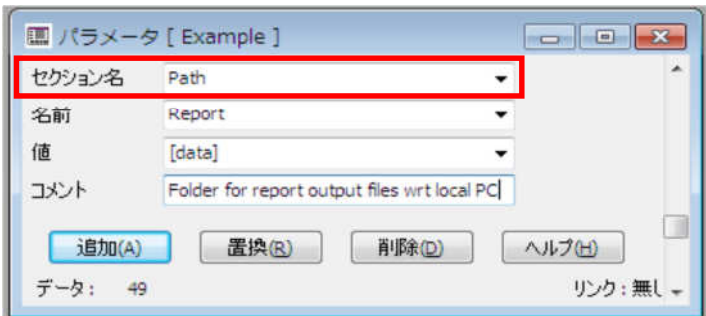 パラメータ [ Example ]
セクション名 Path
名前 Report
値 [data]
コメント Folder for report output files wrt local PC
追加(A) 置換(R) 削除(D) ヘルプ(H)
データ: 49 リンク: 無し